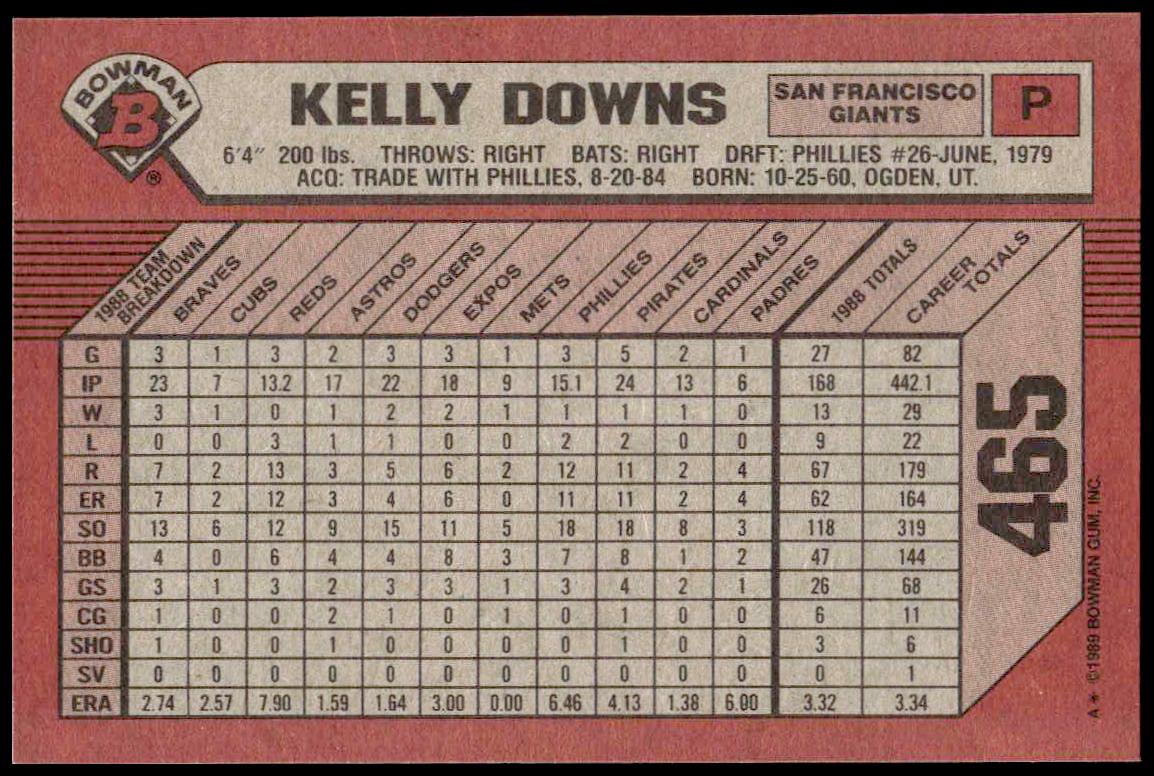 BOWMAN
B
®
KELLY DOWNS
SAN FRANCISCO
GIANTS
P
6'4" 200 lbs. THROWS: RIGHT BATS: RIGHT DRFT: PHILLIES #26-JUNE, 1979
ACQ: TRADE WITH PHILLIES, 8-20-84 BORN: 10-25-60, OGDEN, UT.
1988 TEAM
BREAKDOWN
BRAVES
CUBS
REDS
ASTROS
DODGERS
EXPOS
METS
PHILLIES
PIRATES
CARDINALS
PADRES
1988 TOTALS
CAREER
TOTALS
G 3 1 3 2 3 3 1 3 5 2 1 27 82
IP 23 7 13.2 17 22 18 9 15.1 24 13 6 168 442.1
W 3 1 0 1 2 2 1 1 1 1 0 13 29
L 0 0 3 1 1 0 0 2 2 0 0 9 22
R 7 2 13 3 5 6 2 12 11 2 4 67 179
ER 7 2 12 3 4 6 0 11 11 2 4 62 164
SO 13 6 12 9 15 11 5 18 18 8 3 118 319
BB 4 0 6 4 4 8 3 7 8 1 2 47 144
GS 3 1 3 2 3 3 1 3 4 2 1 26 68
CG 1 0 0 2 1 0 1 0 1 0 0 6 11
SHO 1 0 0 1 0 0 0 0 1 0 0 3 6
SV 0 0 0 0 0 0 0 0 0 0 0 0 1
ERA 2.74 2.57 7.90 1.59 1.64 3.00 0.00 6.46 4.13 1.38 6.00 3.32 3.34
465
A** ©1989 BOWMAN GUM, INC.